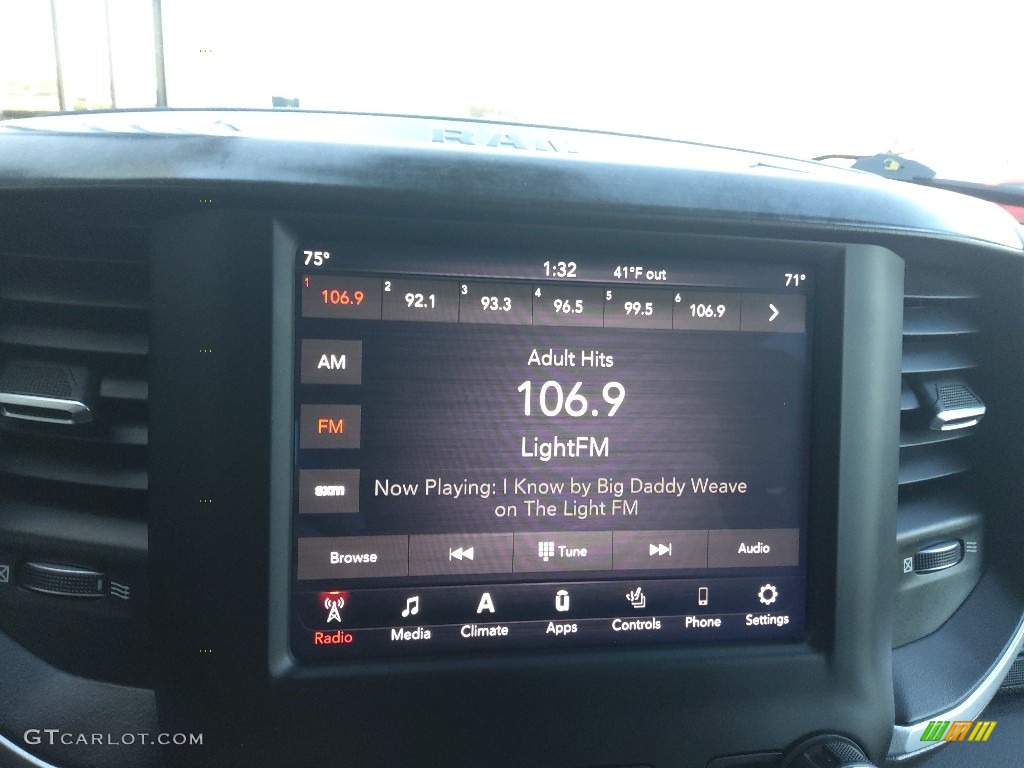 RAM
75° 1:32 41°F out 71°
1 106.9 2 92.1 3 93.3 4 96.5 5 99.5 6 106.9
AM
Adult Hits
106.9
FM
LightFM
sxm
Now Playing: I Know by Big Daddy Weave
on The Light FM
Browse Tune Audio
Radio Media Climate Apps Controls Phone Settings
GTcarlot.com